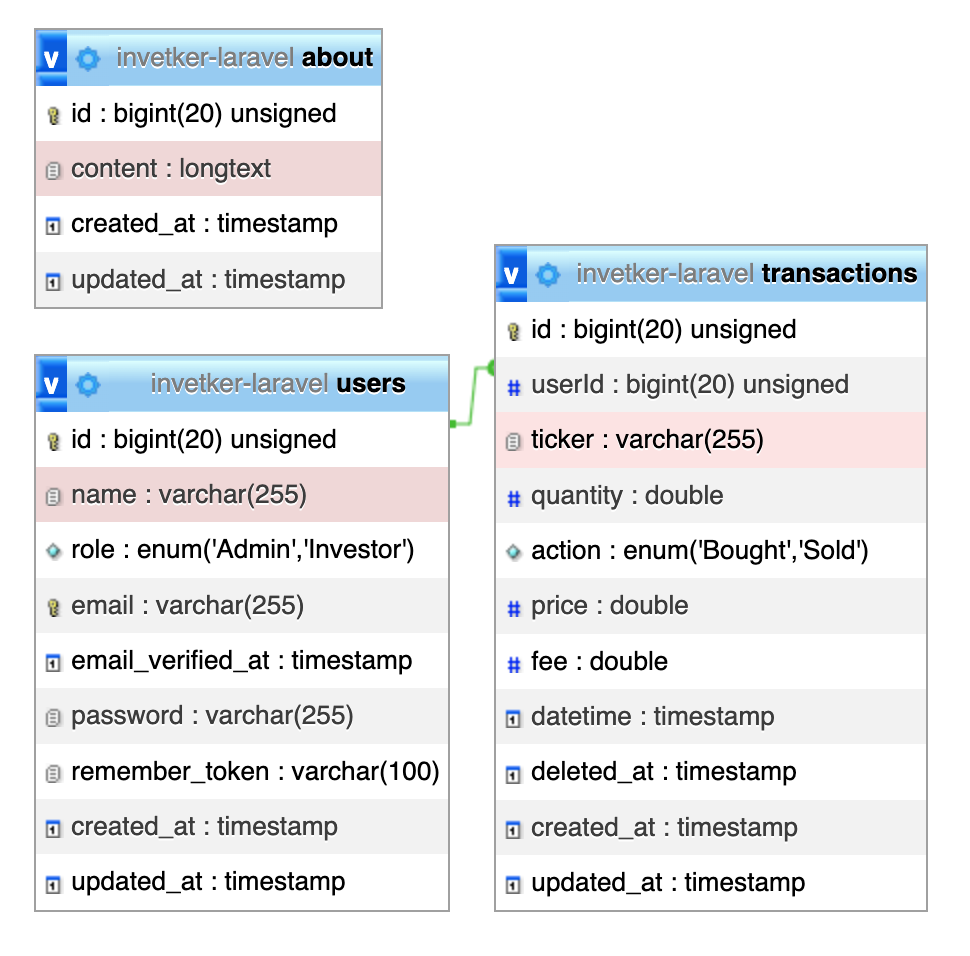 v invetker-laravel about
id : bigint(20) unsigned
content : longtext
created_at : timestamp
updated_at : timestamp
v invetker-laravel users
id : bigint(20) unsigned
name : varchar(255)
role : enum('Admin','Investor')
email : varchar(255)
email_verified_at : timestamp
password : varchar(255)
remember_token : varchar(100)
created_at : timestamp
updated_at : timestamp
v invetker-laravel transactions
id : bigint(20) unsigned
# userId : bigint(20) unsigned
ticker : varchar(255)
# quantity : double
action : enum('Bought','Sold')
# price : double
# fee : double
datetime : timestamp
deleted_at : timestamp
created_at : timestamp
updated_at : timestamp